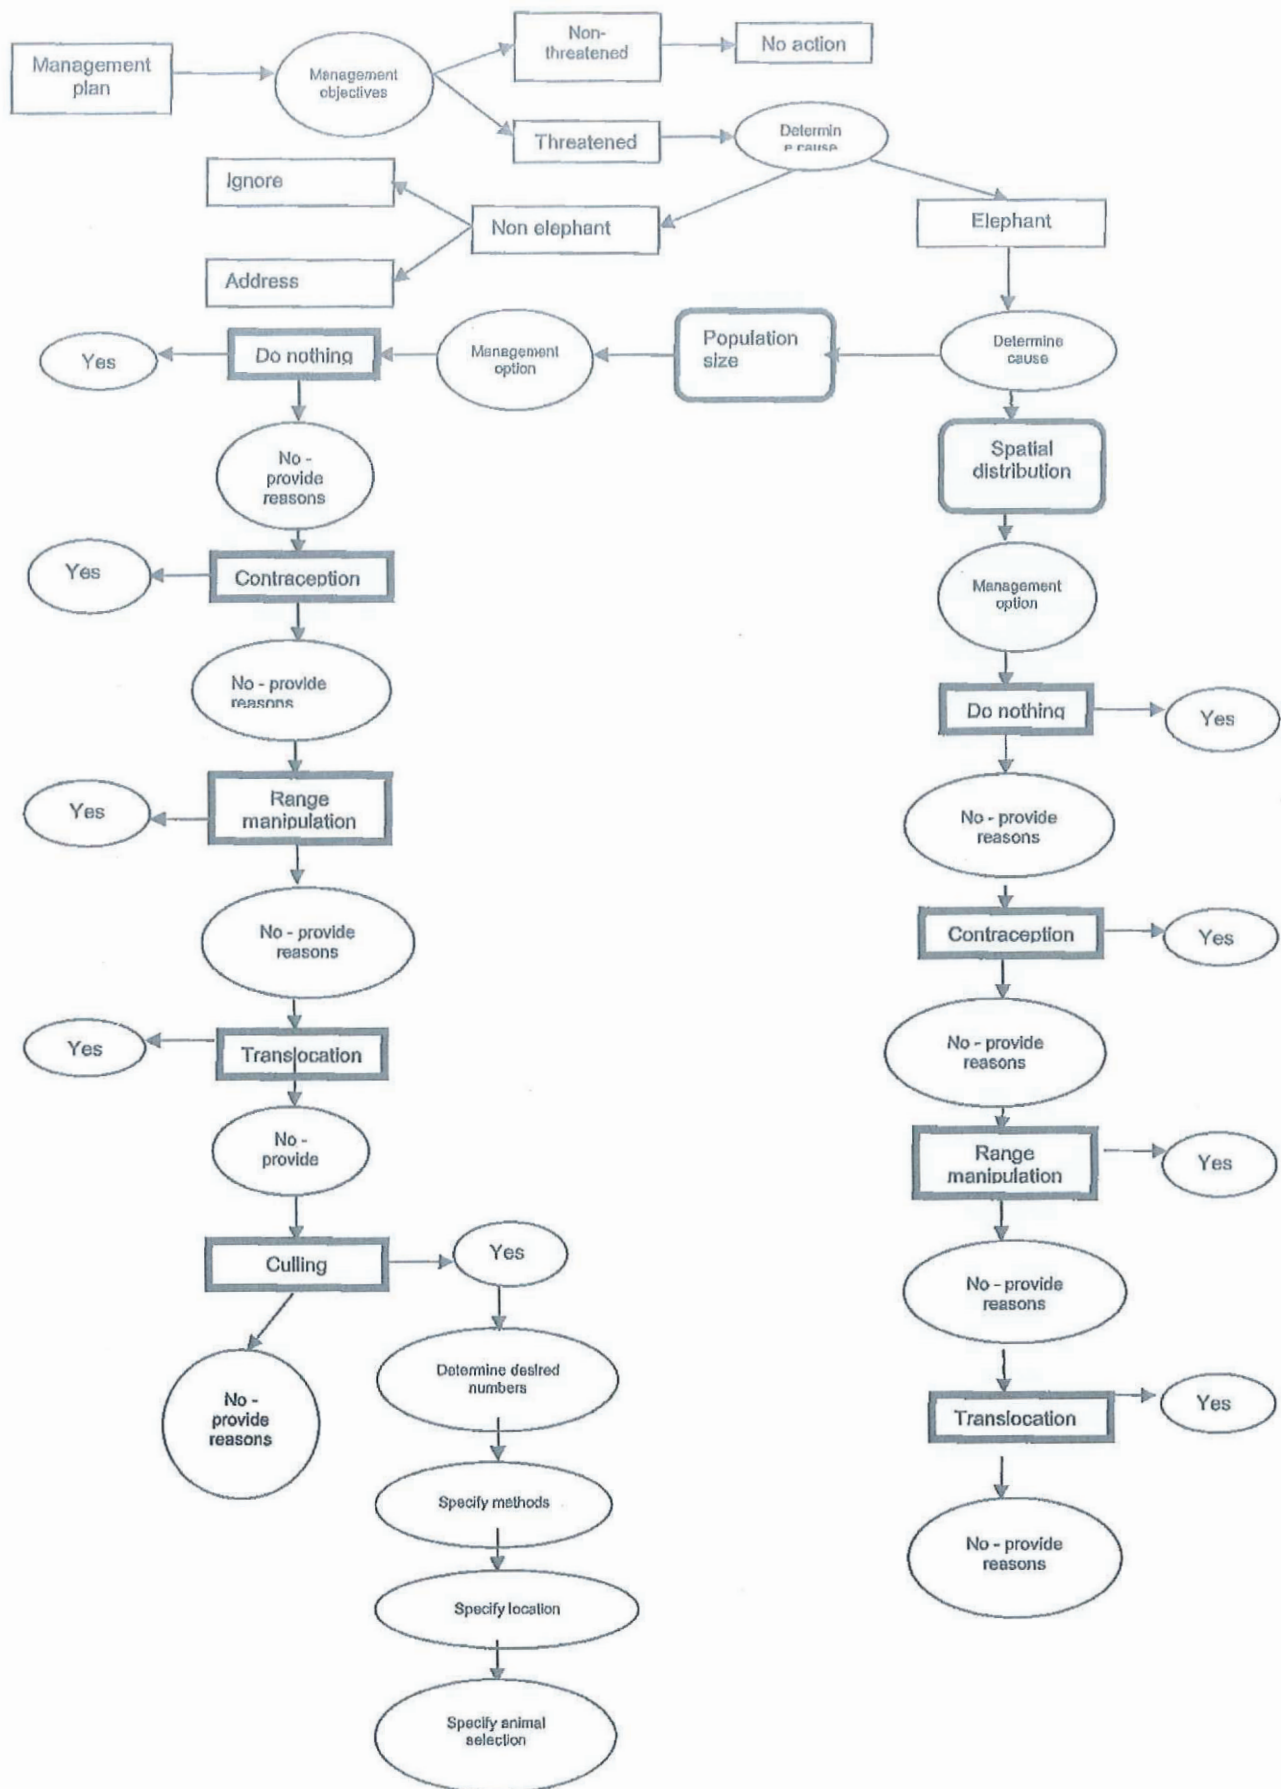 Management
plan
Management
objectives
Non-
threatened
No action
Threatened
Determin
e cause
Ignore
Non elephant
Elephant
Address
Yes
Do nothing
Management
option
Population
size
Determine
cause
No -
provide
reasons
Spatial
distribution
Yes
Contraception
Management
option
No - provide
reasons
Do nothing
Yes
Yes
Range
manipulation
No - provide
reasons
No - provide
reasons
Contraception
Yes
Yes
Translocation
No - provide
reasons
No -
provide
Range
manipulation
Yes
Culling
Yes
No - provide
reasons
No -
provide
reasons
Determine desired
numbers
Translocation
Yes
Specify methods
No - provide
reasons
Specify location
Specify animal
selection